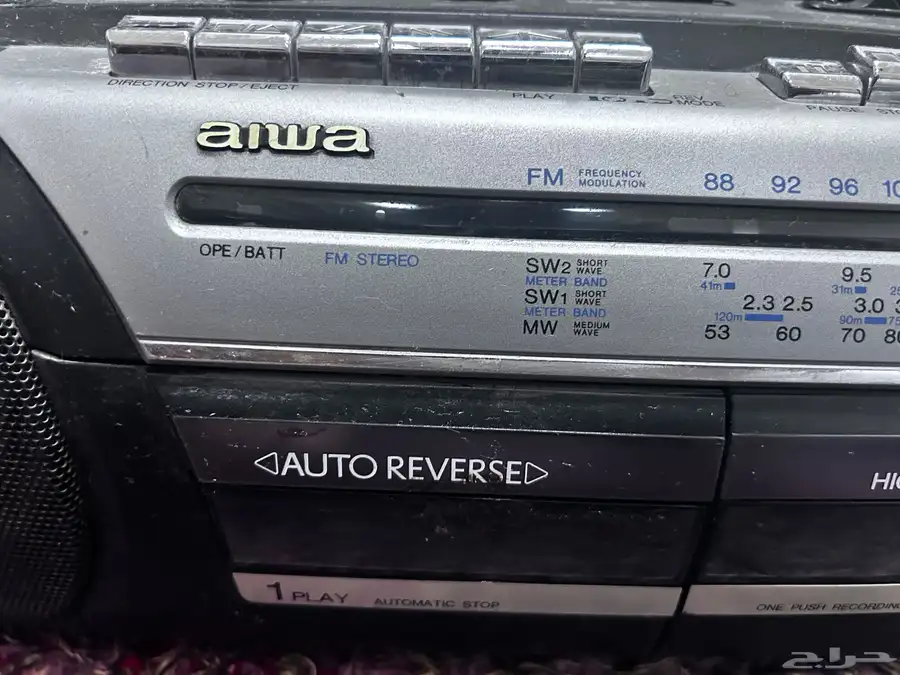 DIRECTION STOP/EJECT
PLAY
REV MODE
PAUSE
aiwa
FM FREQUENCY MODULATION 88 92 96
OPE/BATT
FM STEREO
SW2 SHORT WAVE 7.0 9.5
METER BAND 41m 31m
SW1 SHORT WAVE 2.3 2.5 3.0
METER BAND 120m 90m
MW MEDIUM WAVE 53 60 70
◁AUTO REVERSE▷
1 PLAY AUTOMATIC STOP
ONE PUSH RECORDING
حراج